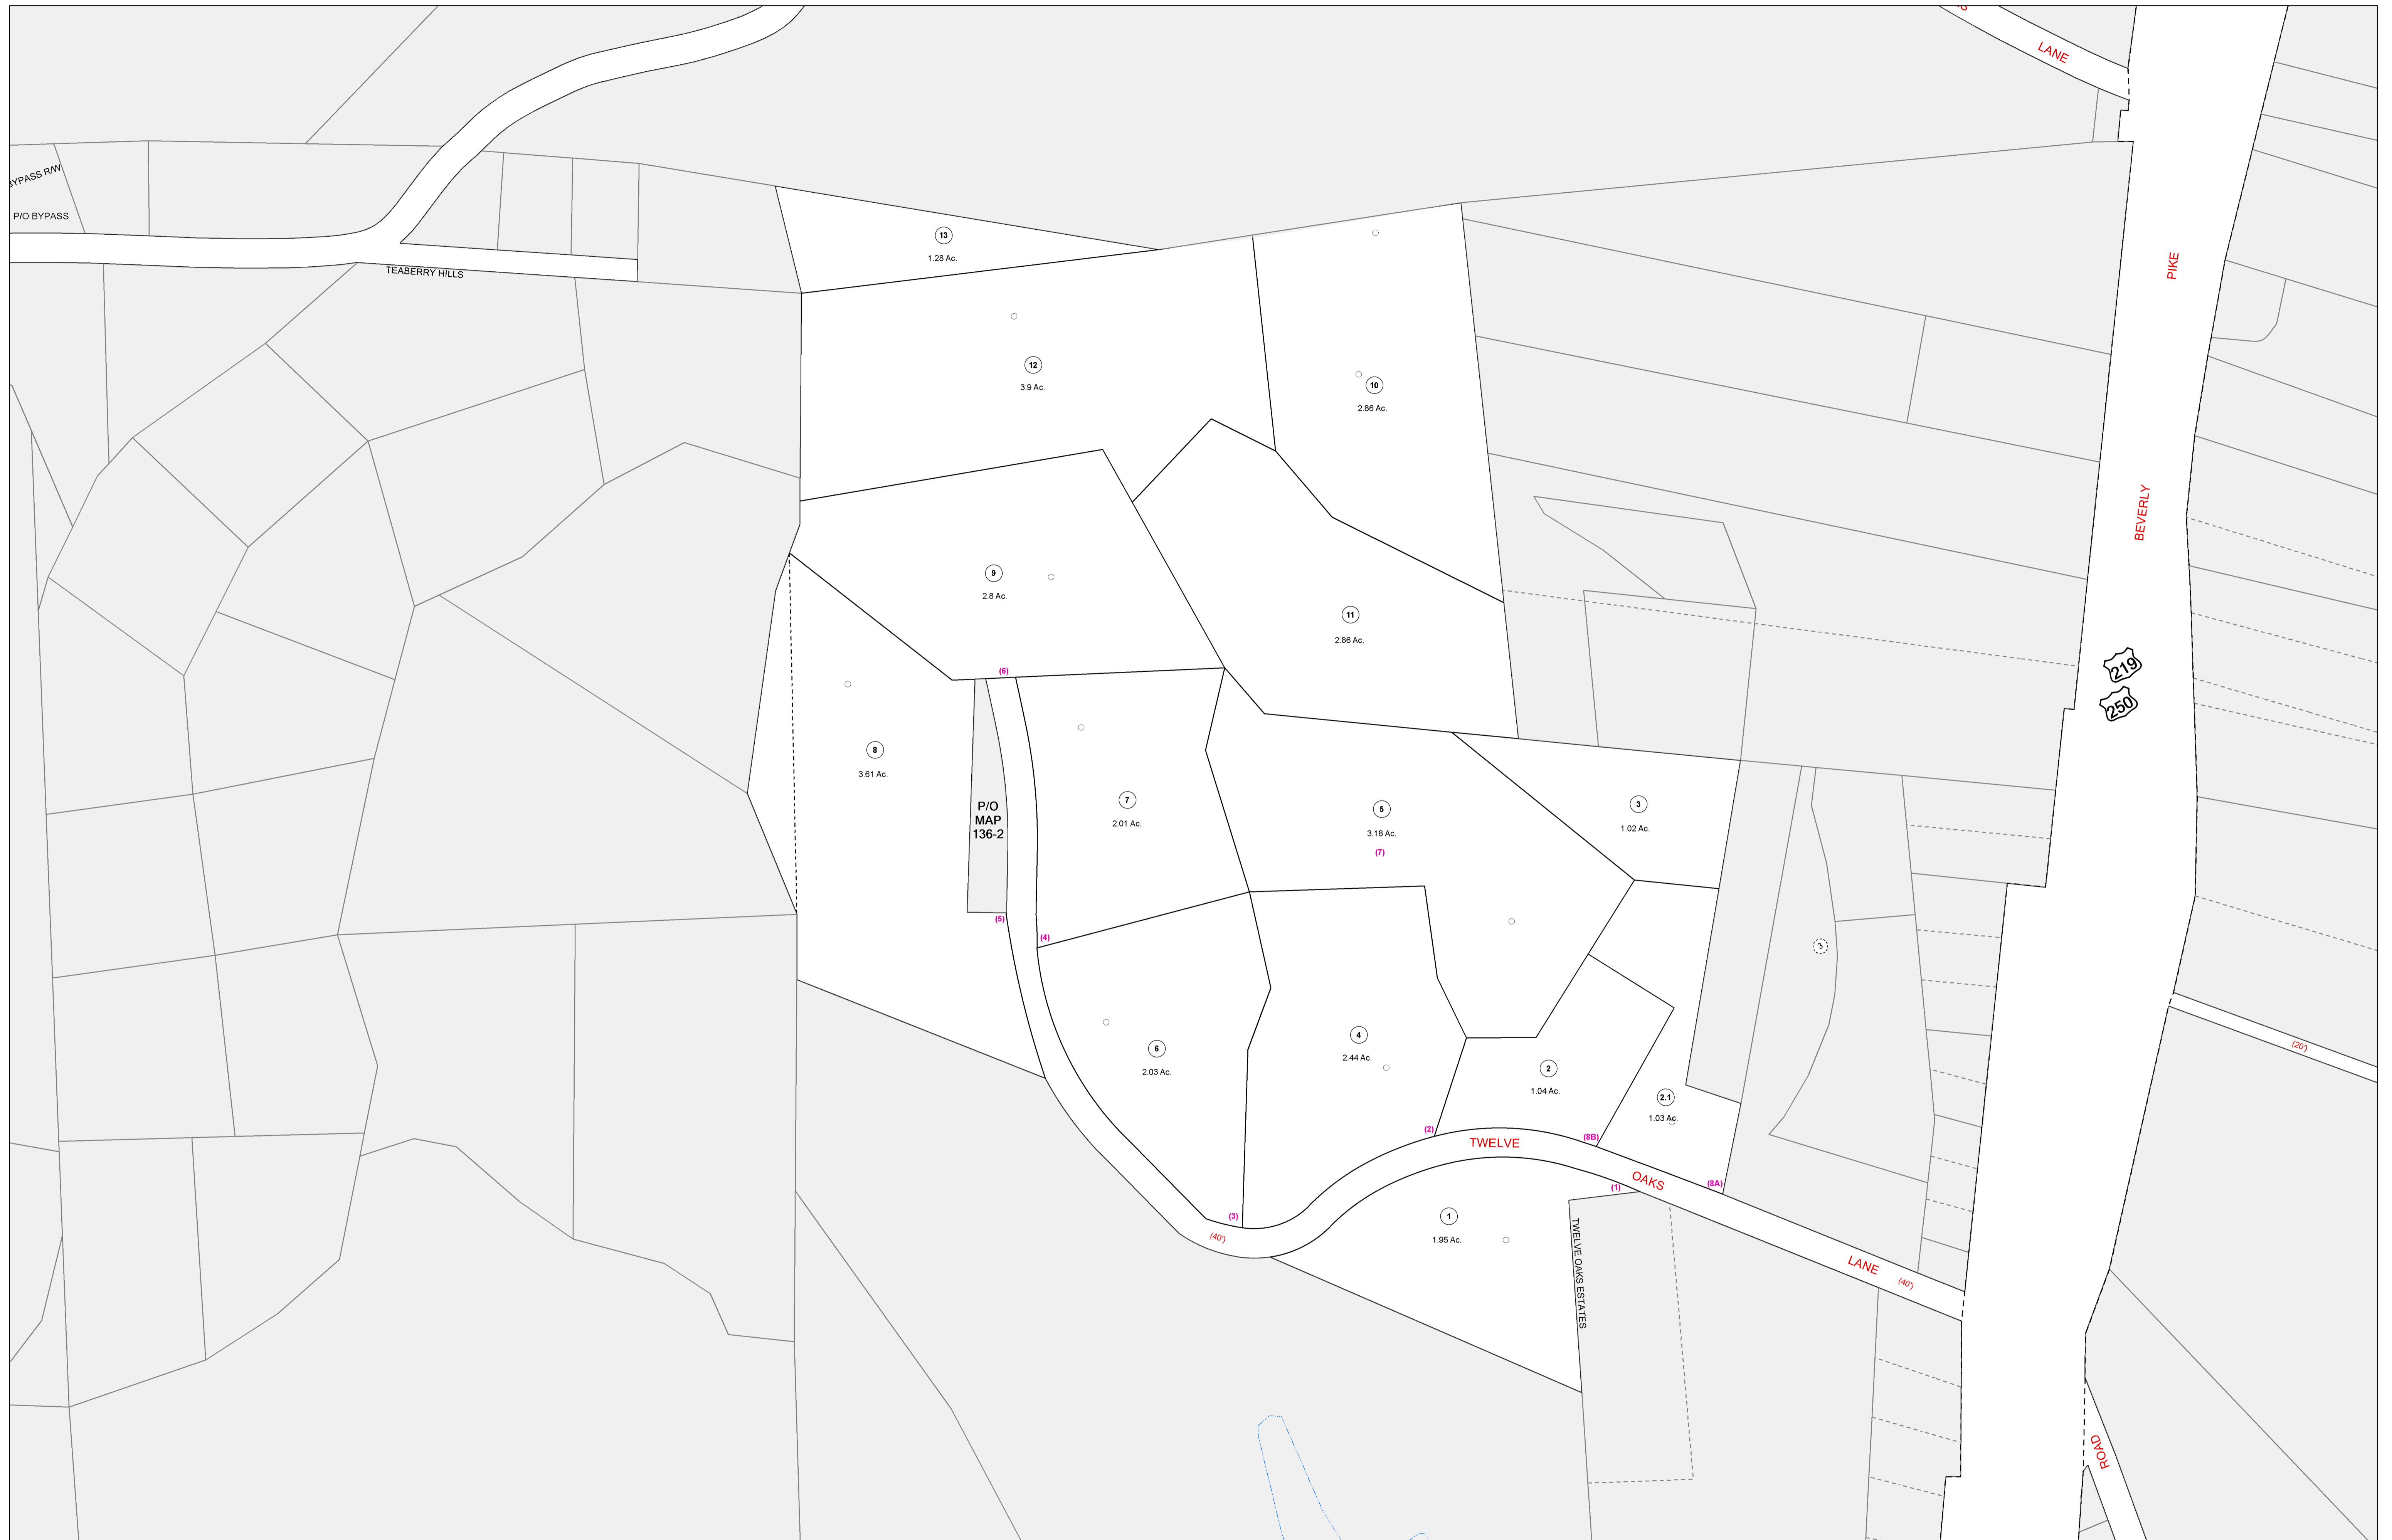 LANE
BYPASS R/W
P/O BYPASS
TEABERRY HILLS
PIKE
BEVERLY
219
250
13
1.28 Ac.
12
3.9 Ac.
10
2.86 Ac.
9
2.8 Ac.
11
2.86 Ac.
(6)
8
3.61 Ac.
P/O
MAP
136-2
7
2.01 Ac.
5
3.18 Ac.
(7)
3
1.02 Ac.
(5)
(4)
3
6
2.03 Ac.
4
2.44 Ac.
2
1.04 Ac.
2.1
1.03 Ac.
(20')
(2)
(8B)
TWELVE
OAKS
(8A)
(1)
(3)
(40')
1
1.95 Ac.
TWELVE OAKS ESTATES
LANE
(40')
ROAD